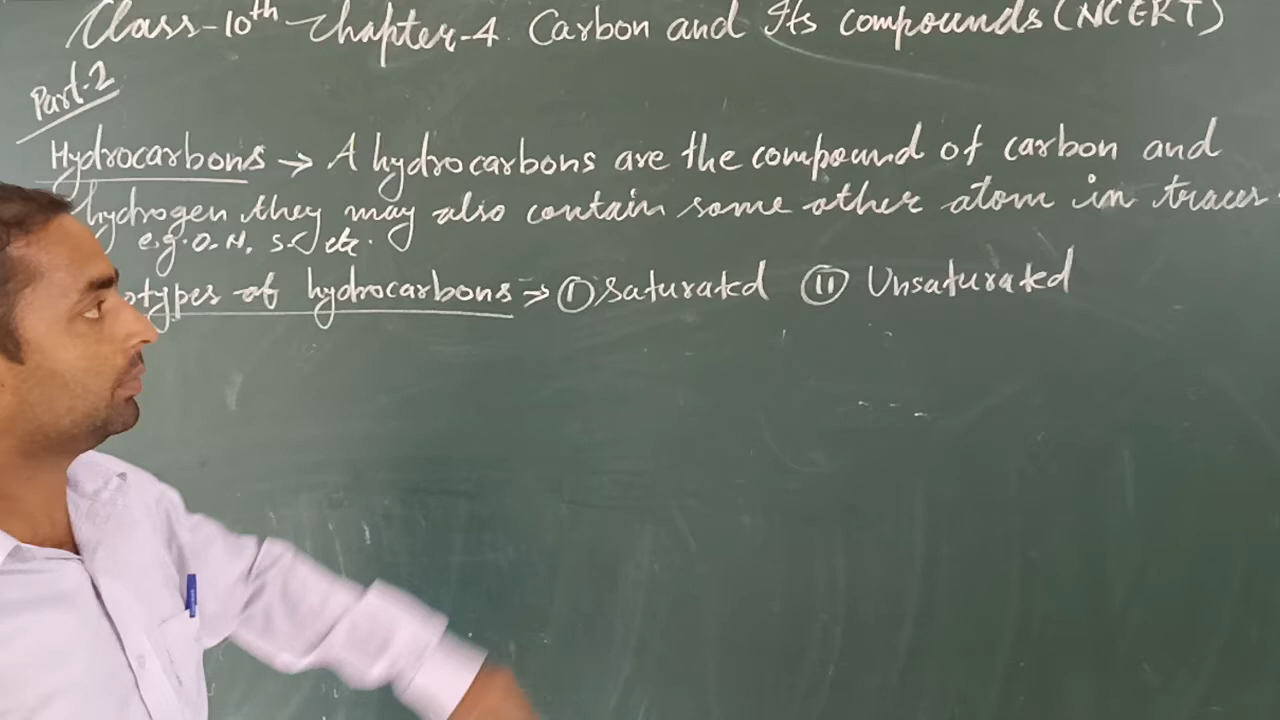 Class-10th Chapter-4. Carbon and Its compounds (NCERT)
Part-2
Hydrocarbons → A hydrocarbons are the compound of carbon and
hydrogen they may also contain some other atom in traces.
e.g. O, N, S, etc.
types of hydrocarbons → (I) saturated (II) Unsaturated